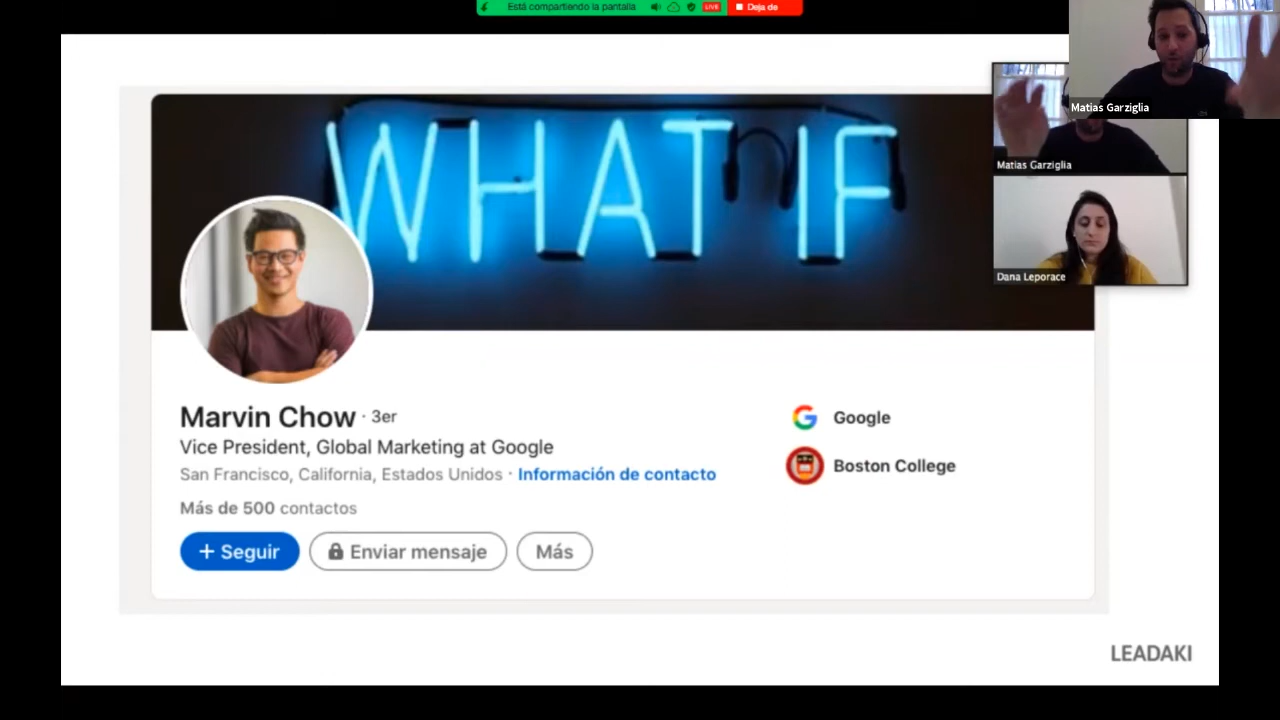 Está compartiendo la pantalla
LIVE
Deja de
Matias Garziglia
Matias Garziglia
Dana Leporace
WHAT IF
Marvin Chow · 3er
Vice President, Global Marketing at Google
San Francisco, California, Estados Unidos · Información de contacto
Más de 500 contactos
+ Seguir
Enviar mensaje
Más
Google
Boston College
LEADAKI